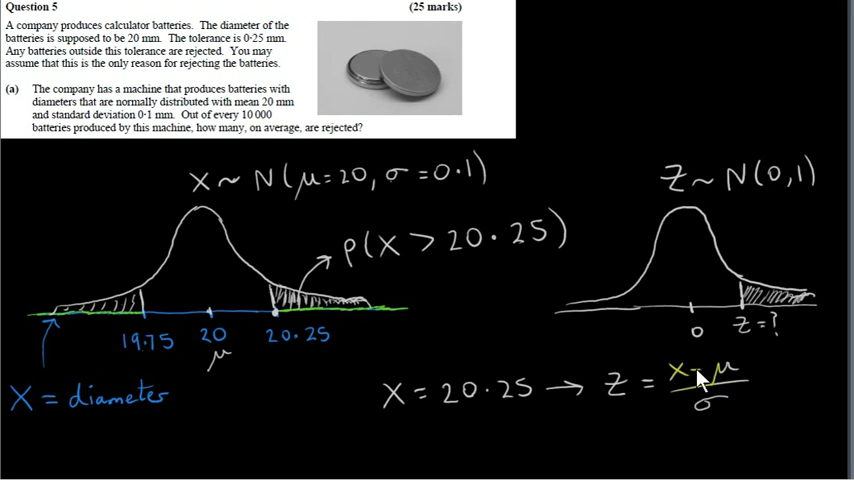 Question 5 (25 marks)
A company produces calculator batteries. The diameter of the
batteries is supposed to be 20 mm. The tolerance is 0·25 mm.
Any batteries outside this tolerance are rejected. You may
assume that this is the only reason for rejecting the batteries.
(a) The company has a machine that produces batteries with
diameters that are normally distributed with mean 20 mm
and standard deviation 0·1 mm. Out of every 10 000
batteries produced by this machine, how many, on average, are rejected?
X ~ N(μ=20, σ=0·1)
Z ~ N(0,1)
P(X > 20·25)
19.75 20 20·25
μ
0 Z=?
X = diameter
X = 20·25 → Z = x-μ
σ